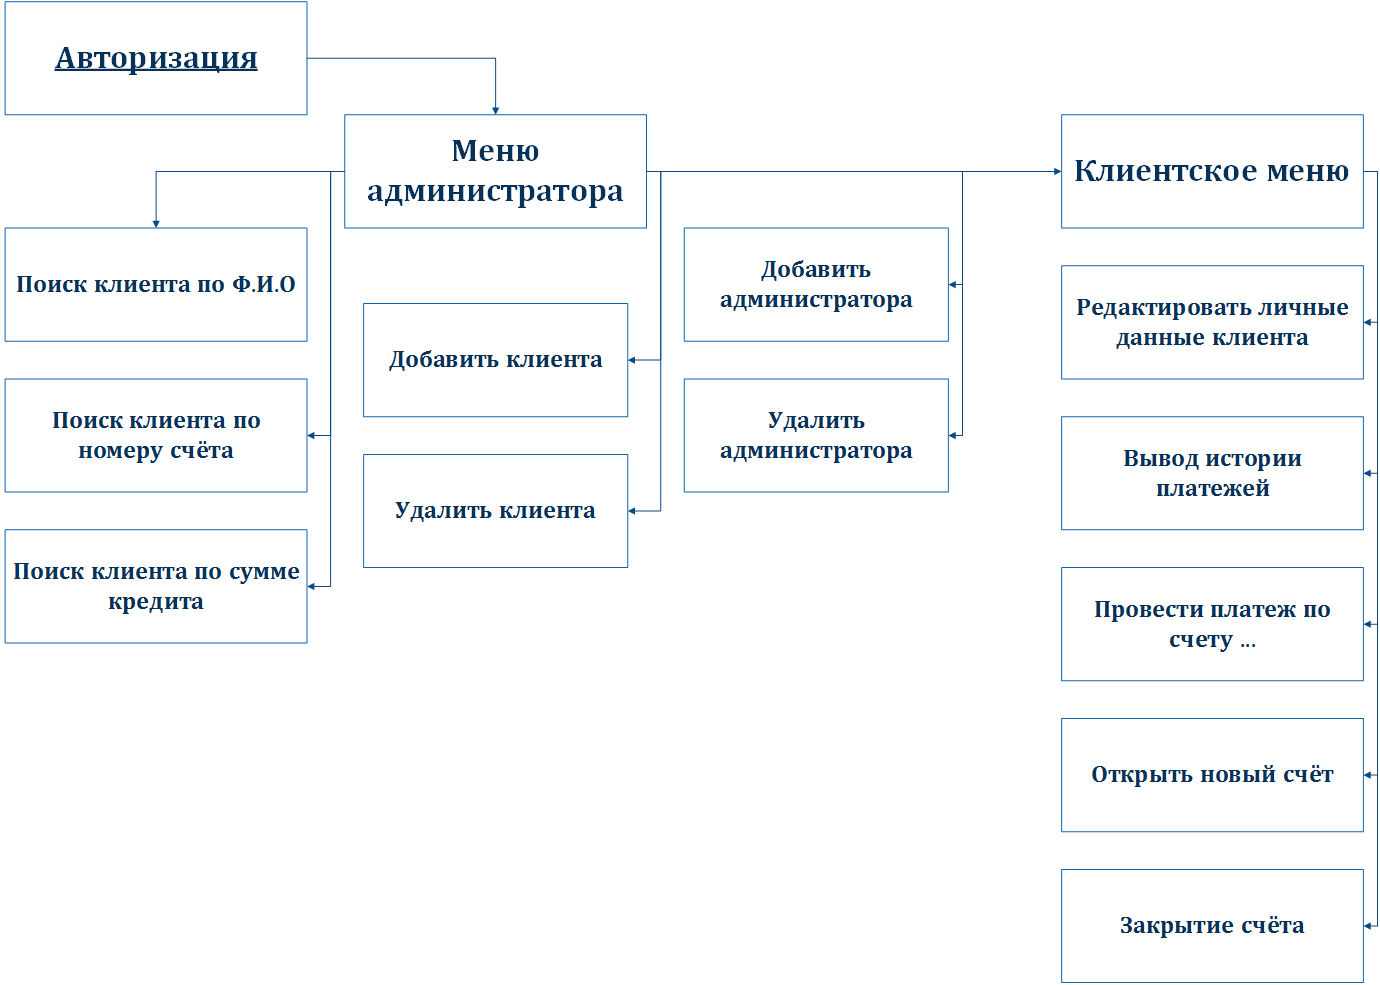 Авторизация
Меню
администратора
Клиентское меню
Поиск клиента по Ф.И.О
Поиск клиента по
номеру счёта
Поиск клиента по сумме
кредита
Добавить клиента
Удалить клиента
Добавить
администратора
Удалить
администратора
Редактировать личные
данные клиента
Вывод истории
платежей
Провести платеж по
счету ...
Открыть новый счёт
Закрытие счёта